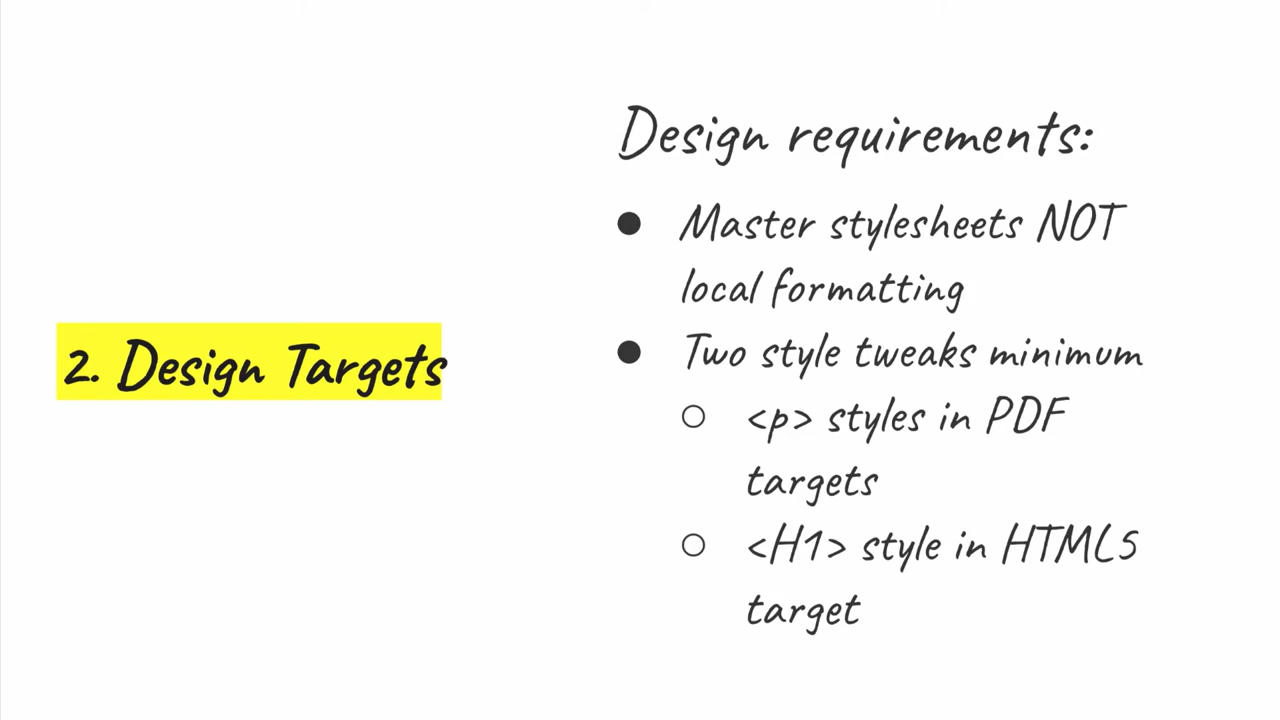 2. Design Targets
Design requirements:
● Master stylesheets NOT
local formatting
● Two style tweaks minimum
○ <p> styles in PDF
targets
○ <H1> style in HTML5
target